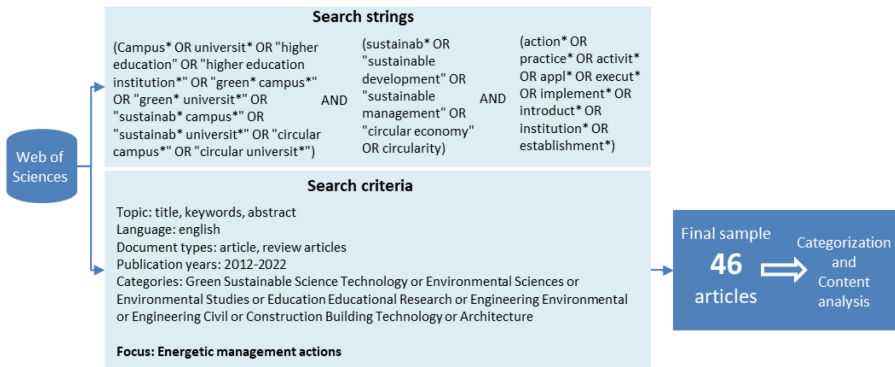 Web of
Sciences
Search strings
(Campus* OR universit* OR "higher
education" OR "higher education
institution*" OR "green* campus*"
OR "green* universit*" OR
"sustainab* campus*" OR
"sustainab* universit*" OR "circular
campus*" OR "circular universit*")
AND
(sustainab* OR
"sustainable
development" OR
"sustainable
management" OR
"circular economy"
OR circularity)
AND
(action* OR
practice* OR activit*
OR appl* OR execut*
OR implement* OR
introduct* OR
institution* OR
establishment*)
Search criteria
Topic: title, keywords, abstract
Language: english
Document types: article, review articles
Publication years: 2012-2022
Categories: Green Sustainable Science Technology or Environmental Sciences or
Environmental Studies or Education Educational Research or Engineering Environmental
or Engineering Civil or Construction Building Technology or Architecture
Focus: Energetic management actions
Final sample
46
articles
Categorization
and
Content
analysis